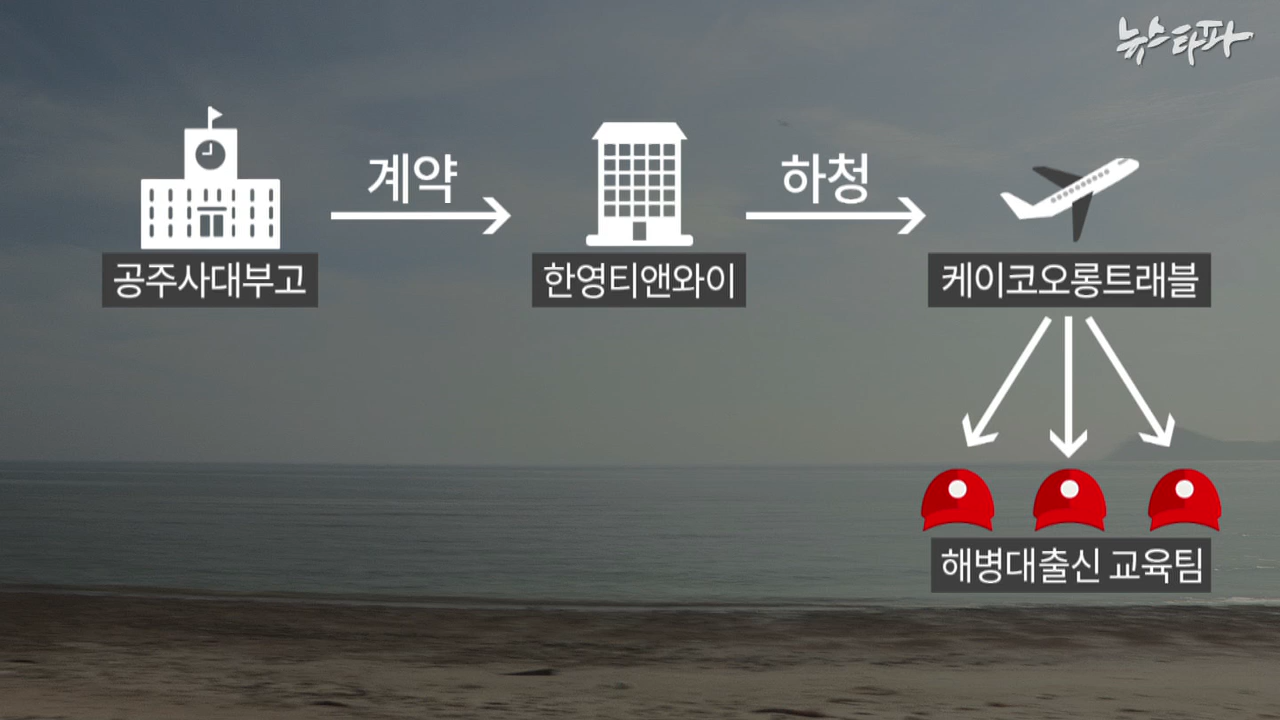 뉴스타파
계약
하청
공주사대부고
한영티앤와이
케이코오롱트래블
해병대출신 교육팀